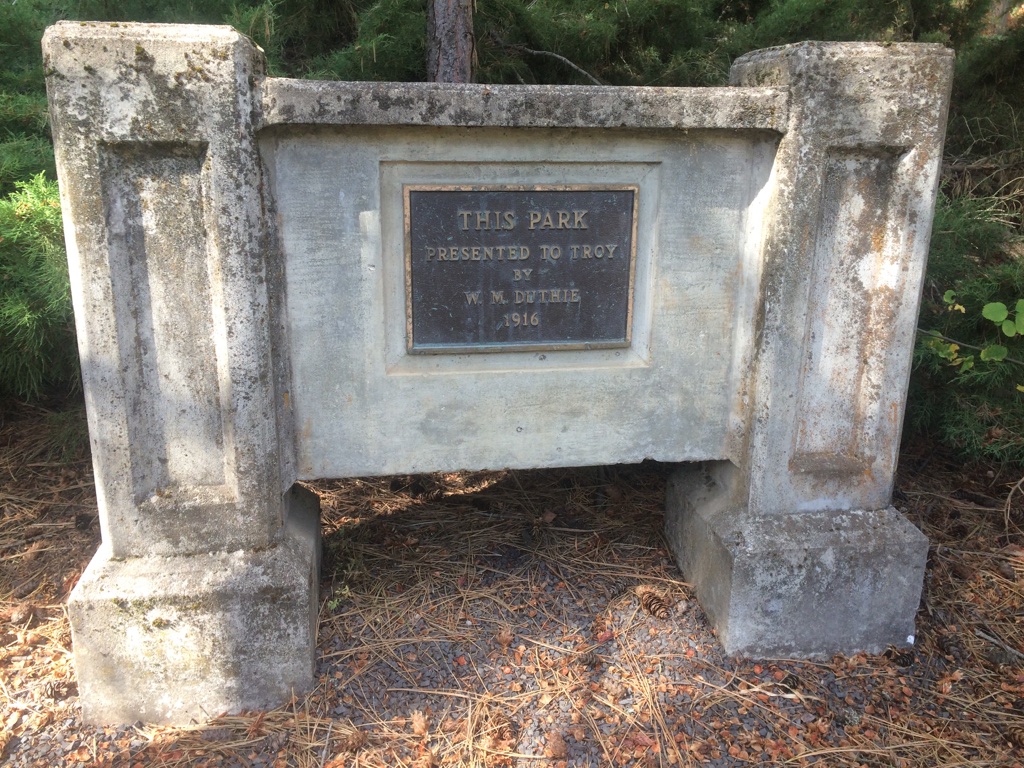 THIS PARK
PRESENTED TO TROY
BY
W. M. DUTHIE
1916